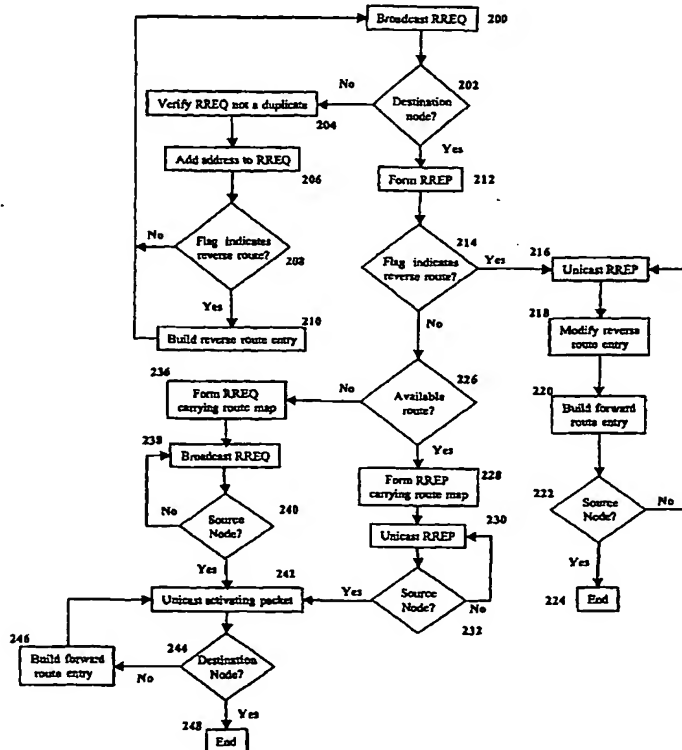 Broadcast RREQ 200
202
No
Verify RREQ not a duplicate
Destination
node?
204
Yes
Add address to RREQ
Form RREP 212
206
No
Flag indicates
reverse route?
208
214
Flag indicates
reverse route?
Yes
216
Unicast RREP
Yes
210
Build reverse route entry
No
218
Modify reverse
route entry
236
Form RREQ
carrying route map
No
226
Available
route?
220
Build forward
route entry
238
Broadcast RREQ
Yes
228
Form RREP
carrying route map
230
No
Source
Node?
240
Unicast RREP
222
Source
Node?
No
Yes
242
Unicast activating packet
Yes
Source
Node?
No
232
Yes
224
End
246
Build forward
route entry
244
No
Destination
Node?
Yes
248
End